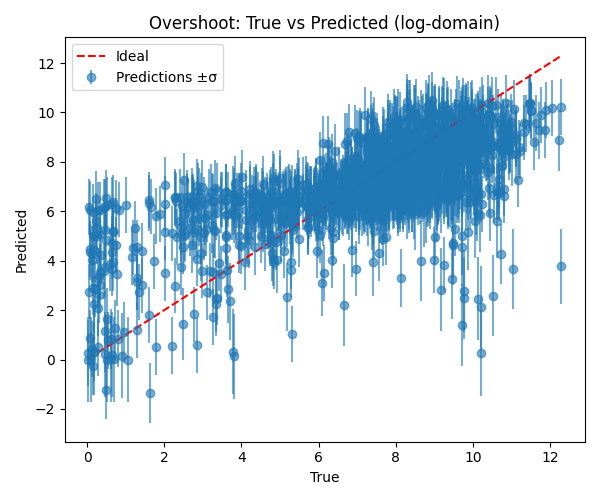 Overshoot: True vs Predicted (log-domain)
Ideal
Predictions ±σ
Predicted
12
10
8
6
4
2
0
−2
0 2 4 6 8 10 12
True